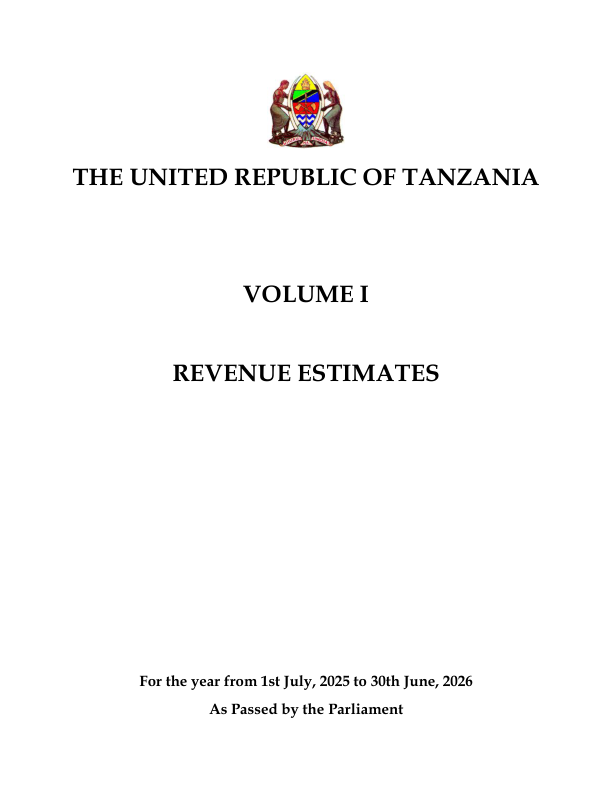 THE UNITED REPUBLIC OF TANZANIA
VOLUME I
REVENUE ESTIMATES
For the year from 1st July, 2025 to 30th June, 2026
As Passed by the Parliament